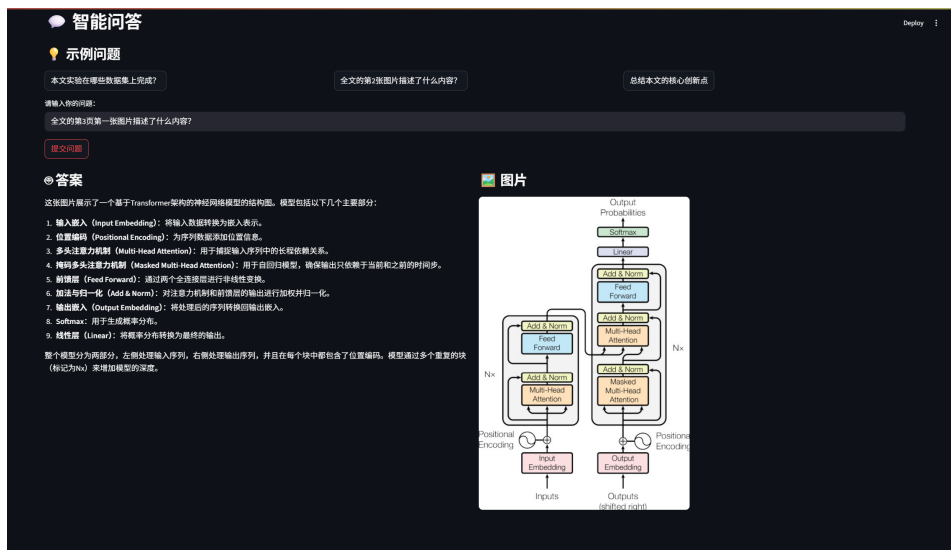 智能问答
Deploy
示例问题
本文实验在哪些数据集上完成？
全文的第2张图片描述了什么内容？
总结本文的核心创新点
请输入你的问题：
全文的第3页第一张图片描述了什么内容？
提交问题
答案
这张图片展示了一个基于Transformer架构的神经网络模型的结构图。模型包括以下几个主要部分：
1. 输入嵌入（Input Embedding）：将输入数据转换为嵌入表示。
2. 位置编码（Positional Encoding）：为序列数据添加位置信息。
3. 多头注意力机制（Multi-Head Attention）：用于捕捉输入序列中的长程依赖关系。
4. 掩码多头注意力机制（Masked Multi-Head Attention）：用于自回归模型，确保输出只依赖于当前和之前的时间步。
5. 前馈层（Feed Forward）：通过两个全连接层进行非线性变换。
6. 加法与归一化（Add & Norm）：对注意力机制和前馈层的输出进行加权并归一化。
7. 输出嵌入（Output Embedding）：将处理后的序列转换回输出嵌入。
8. Softmax：用于生成概率分布。
9. 线性层（Linear）：将概率分布转换为最终的输出。
整个模型分为两部分，左侧处理输入序列，右侧处理输出序列，并且在每个块中都包含了位置编码。模型通过多个重复的块
（标记为Nx）来增加模型的深度。
图片
Output
Probabilities
Softmax
Linear
Add & Norm
Feed
Forward
Add & Norm
Multi-Head
Attention
Add & Norm
Feed
Forward
N×
N×
Add & Norm
Multi-Head
Attention
Add & Norm
Masked
Multi-Head
Attention
Positional
Encoding
Positiona
Encoding
Input
Embedding
Output
Embedding
Inputs
Outputs
(shifted right)